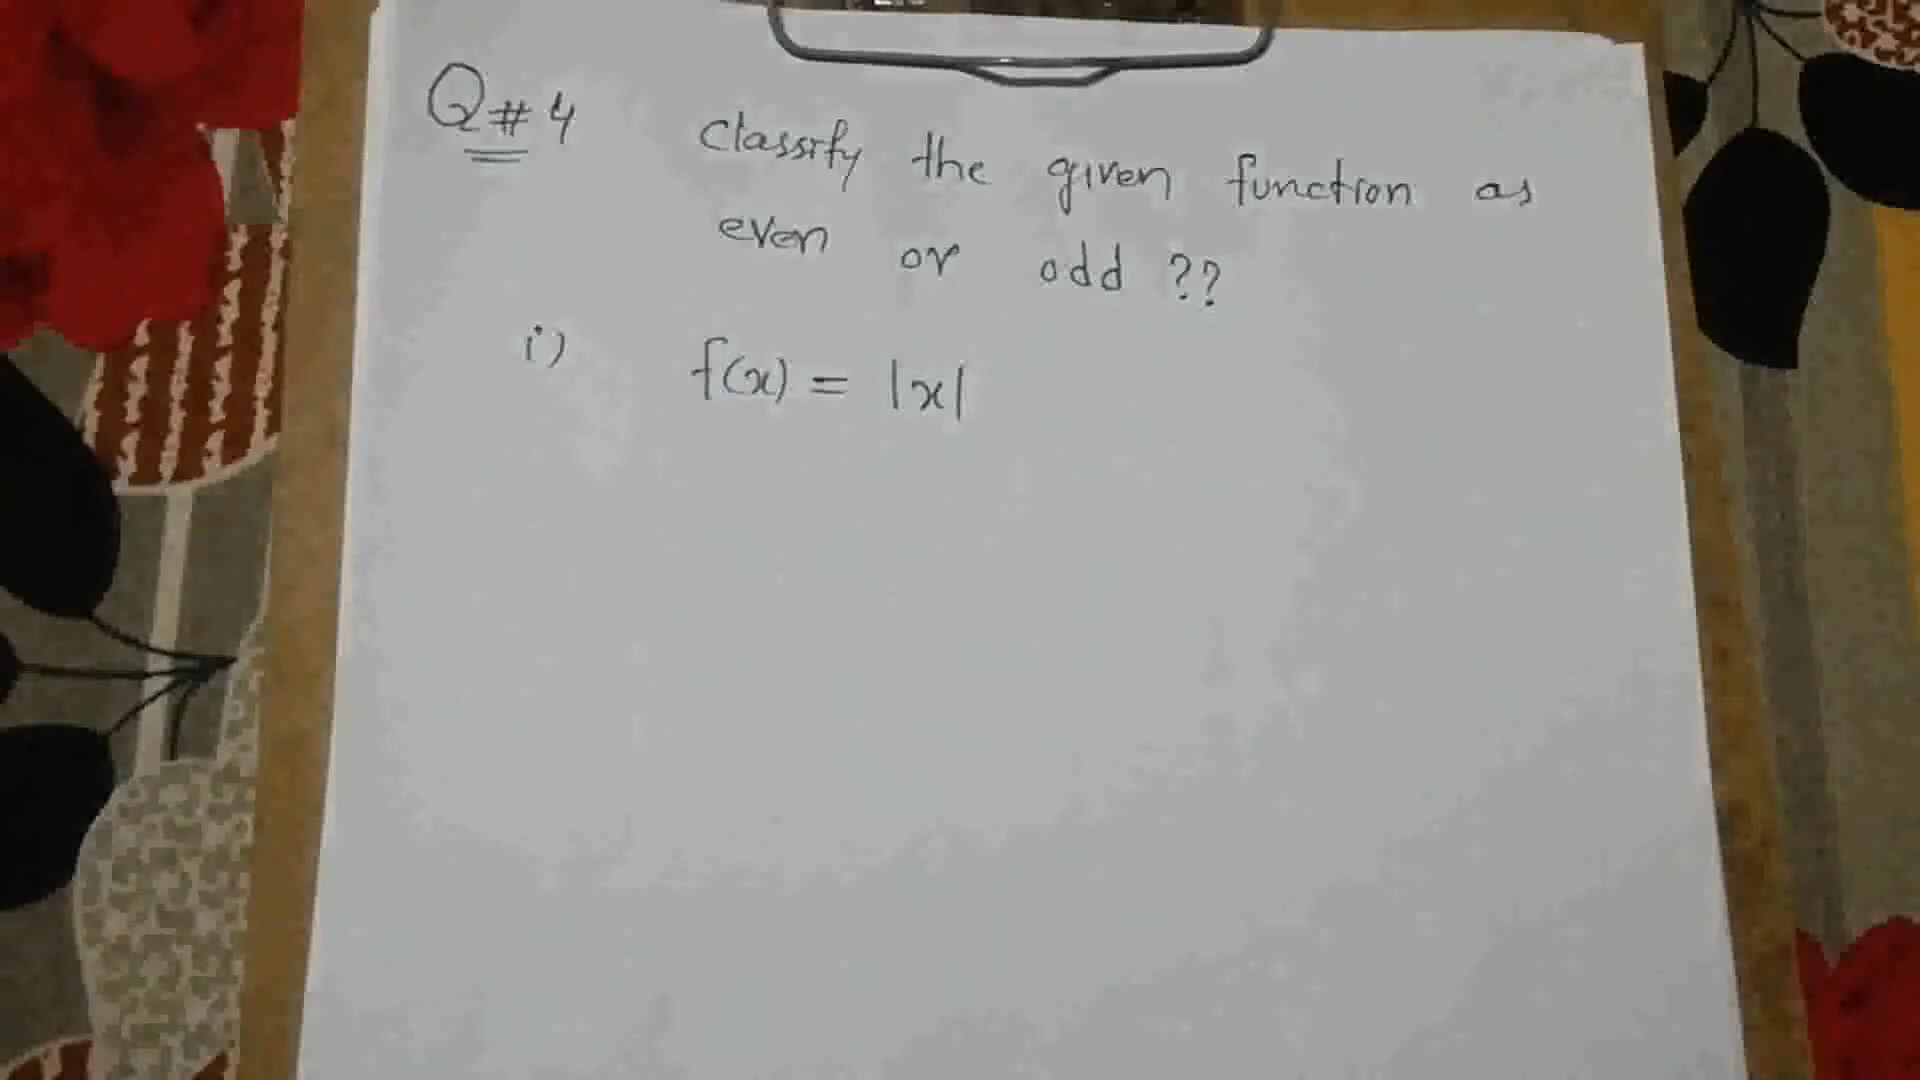 Q#4 Classify the given function as
even or odd ??
i) f(x) = |x|